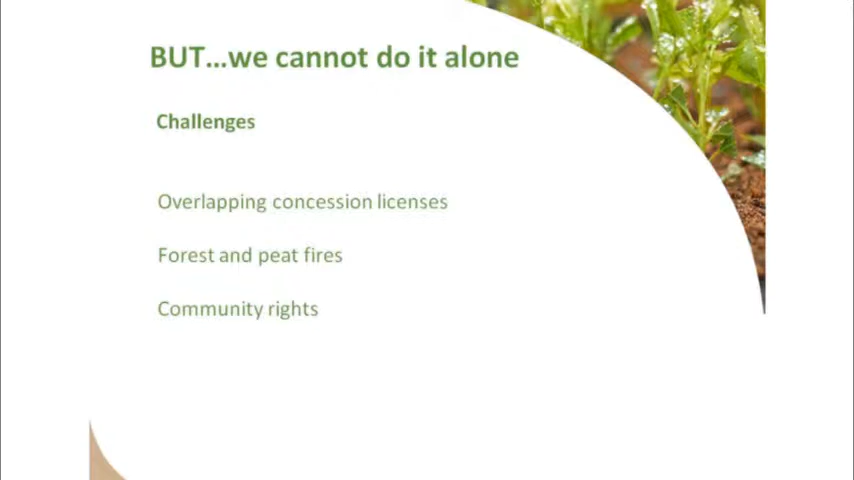 BUT...we cannot do it alone
Challenges
Overlapping concession licenses
Forest and peat fires
Community rights